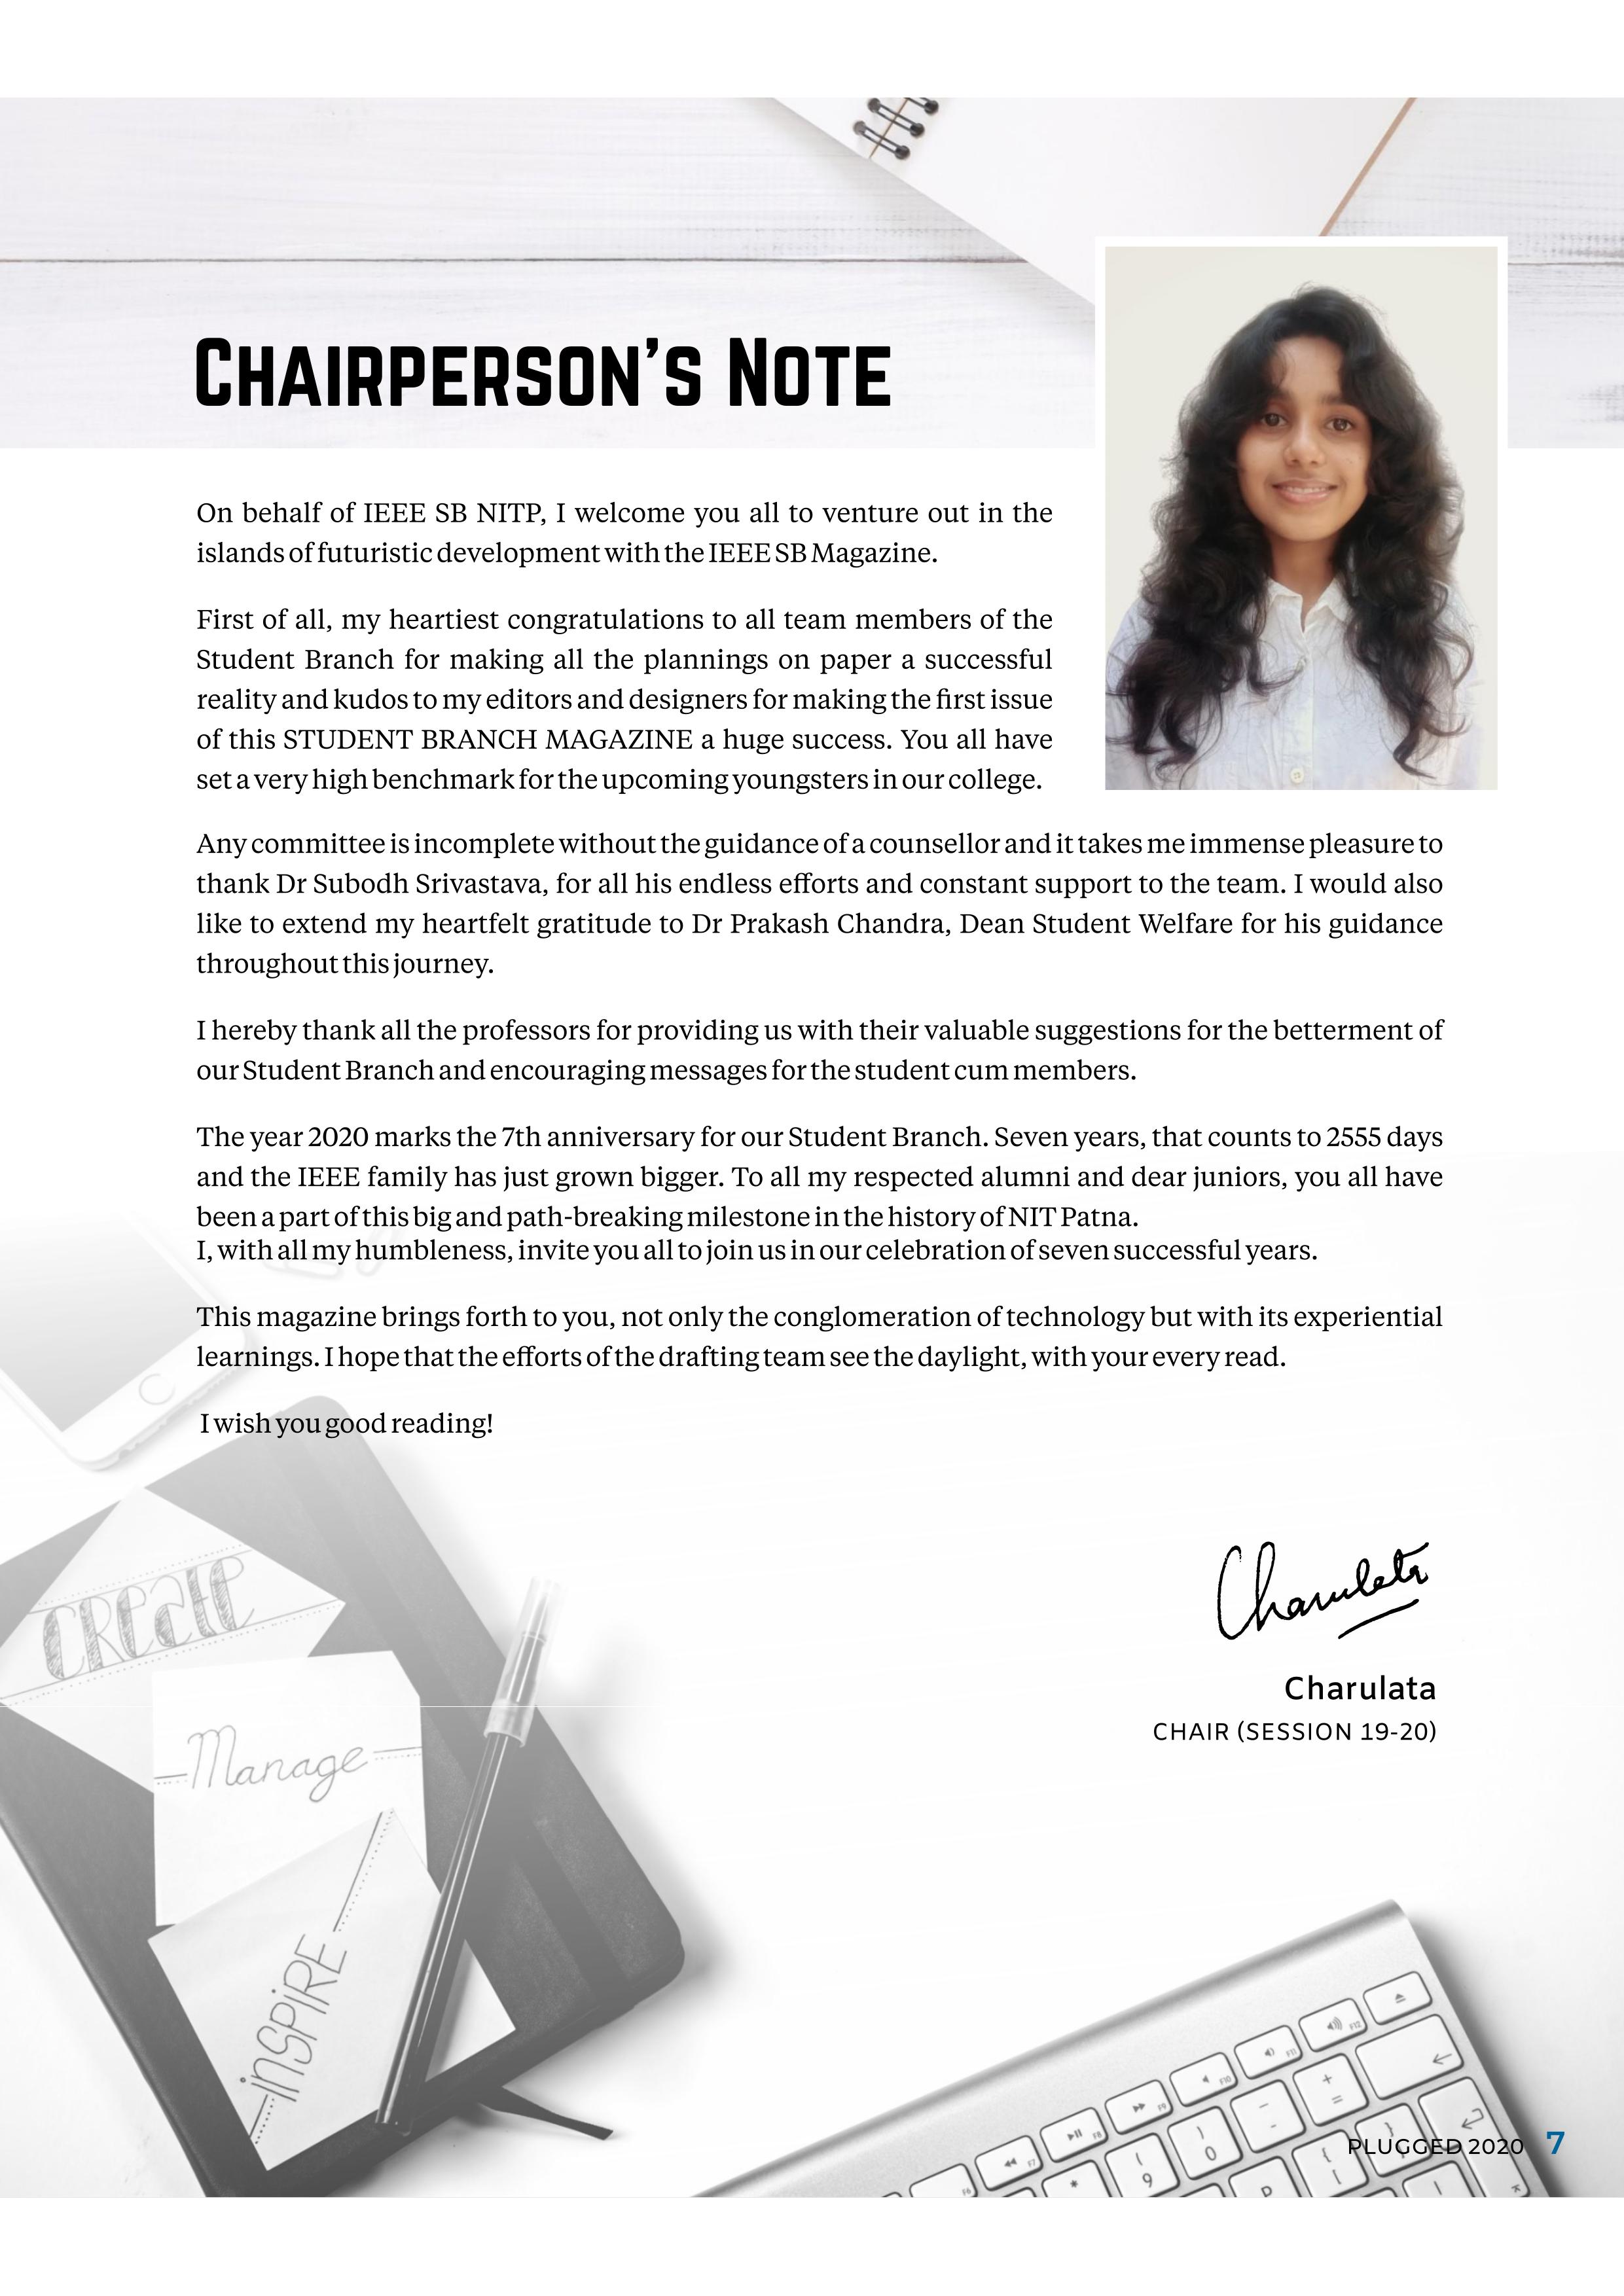 CHAIRPERSON'S NOTE
On behalf of IEEE SB NITP, I welcome you all to venture out in the
islands of futuristic development with the IEEE SB Magazine.
First of all, my heartiest congratulations to all team members of the
Student Branch for making all the plannings on paper a successful
reality and kudos to my editors and designers for making the first issue
of this STUDENT BRANCH MAGAZINE a huge success. You all have
set a very high benchmark for the upcoming youngsters in our college.
Any committee is incomplete without the guidance of a counsellor and it takes me immense pleasure to
thank Dr Subodh Srivastava, for all his endless efforts and constant support to the team. I would also
like to extend my heartfelt gratitude to Dr Prakash Chandra, Dean Student Welfare for his guidance
throughout this journey.
I hereby thank all the professors for providing us with their valuable suggestions for the betterment of
our Student Branch and encouraging messages for the student cum members.
The year 2020 marks the 7th anniversary for our Student Branch. Seven years, that counts to 2555 days
and the IEEE family has just grown bigger. To all my respected alumni and dear juniors, you all have
been a part of this big and path-breaking milestone in the history of NIT Patna.
I, with all my humbleness, invite you all to join us in our celebration of seven successful years.
This magazine brings forth to you, not only the conglomeration of technology but with its experiential
learnings. I hope that the efforts of the drafting team see the daylight, with your every read.
I wish you good reading!
Charulata
Charulata
CHAIR (SESSION 19-20)
CREATE
Manage
INSPiRE
F12
F11
F10
F9
F8
F7
F6
+
=
_
-
)
0
(
9
*
}
]
{
[
P
PLUGGED 2020 7